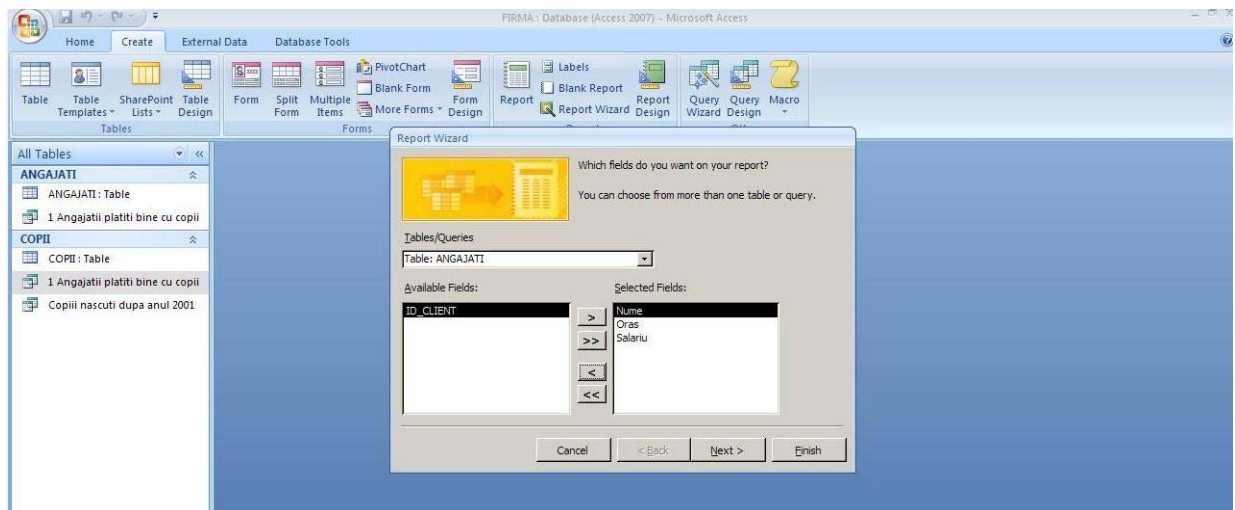 FIRMA : Database (Access 2007) - Microsoft Access
Home Create External Data Database Tools
Table
Table Templates
SharePoint Lists
Table Design
Tables
Form
Split Form
Multiple Items
PivotChart
Blank Form
More Forms
Form Design
Forms
Report
Labels
Blank Report
Report Wizard
Report Design
Query Wizard
Query Design
Macro
All Tables
ANGAJATI
ANGAJATI : Table
1 Angajatii platiti bine cu copii
COPII
COPII : Table
1 Angajatii platiti bine cu copii
Copiii nascuti dupa anul 2001
Report Wizard
Which fields do you want on your report?
You can choose from more than one table or query.
Tables/Queries
Table: ANGAJATI
Available Fields:
ID_CLIENT
>
>>
<
<<
Selected Fields:
Nume
Oras
Salariu
Cancel < Back Next > Finish